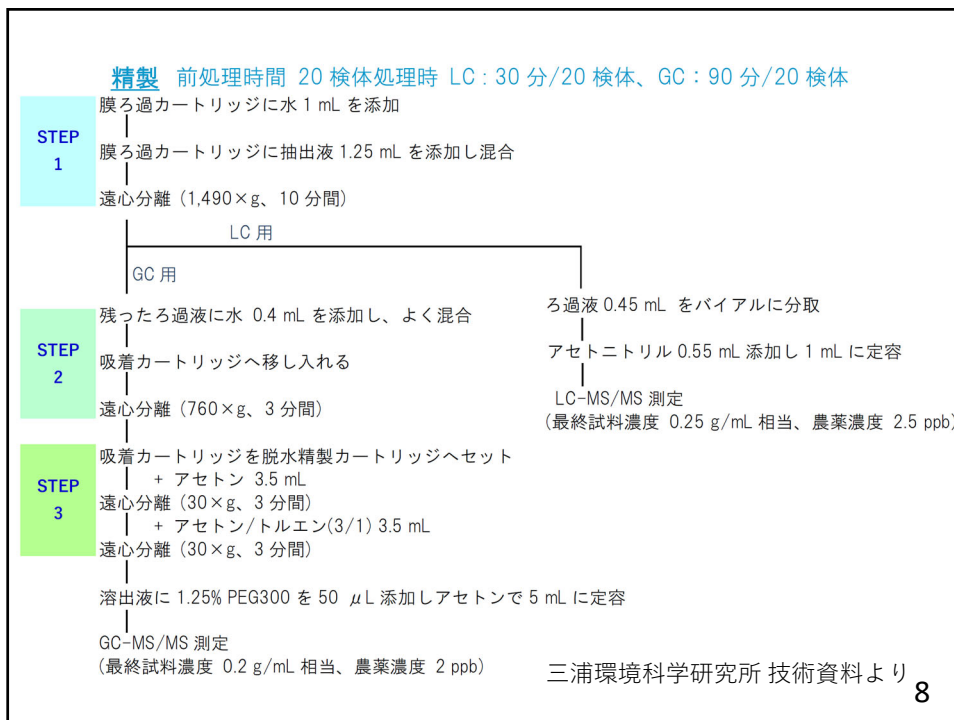 精製 前処理時間 20 検体処理時 LC : 30 分/20 検体、GC : 90 分/20 検体
STEP
1
膜ろ過カートリッジに水 1 mL を添加
膜ろ過カートリッジに抽出液 1.25 mL を添加し混合
遠心分離 (1,490×g、10 分間)
LC 用
GC 用
STEP
2
残ったろ過液に水 0.4 mL を添加し、よく混合
吸着カートリッジへ移し入れる
遠心分離 (760×g、3 分間)
ろ過液 0.45 mL をバイアルに分取
アセトニトリル 0.55 mL 添加し 1 mL に定容
LC-MS/MS 測定
(最終試料濃度 0.25 g/mL 相当、農薬濃度 2.5 ppb)
STEP
3
吸着カートリッジを脱水精製カートリッジへセット
+ アセトン 3.5 mL
遠心分離 (30×g、3 分間)
+ アセトン/トルエン(3/1) 3.5 mL
遠心分離 (30×g、3 分間)
溶出液に 1.25% PEG300 を 50 μL 添加しアセトンで 5 mL に定容
GC-MS/MS 測定
(最終試料濃度 0.2 g/mL 相当、農薬濃度 2 ppb)
三浦環境科学研究所 技術資料より
8